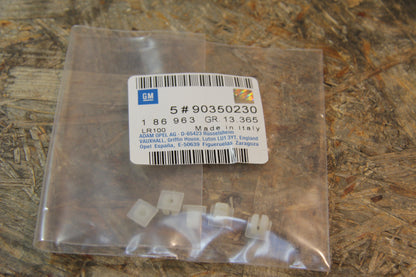 GM
5#90350230
1 86 963 GR.13.365
LR100 Made in Italy
ADAM OPEL AG - D-65423 Rüsselsheim
VAUXHALL, Griffin House, Luton LU1 3YT, England
Opel España, E-50639 Figueruelas Zaragoza